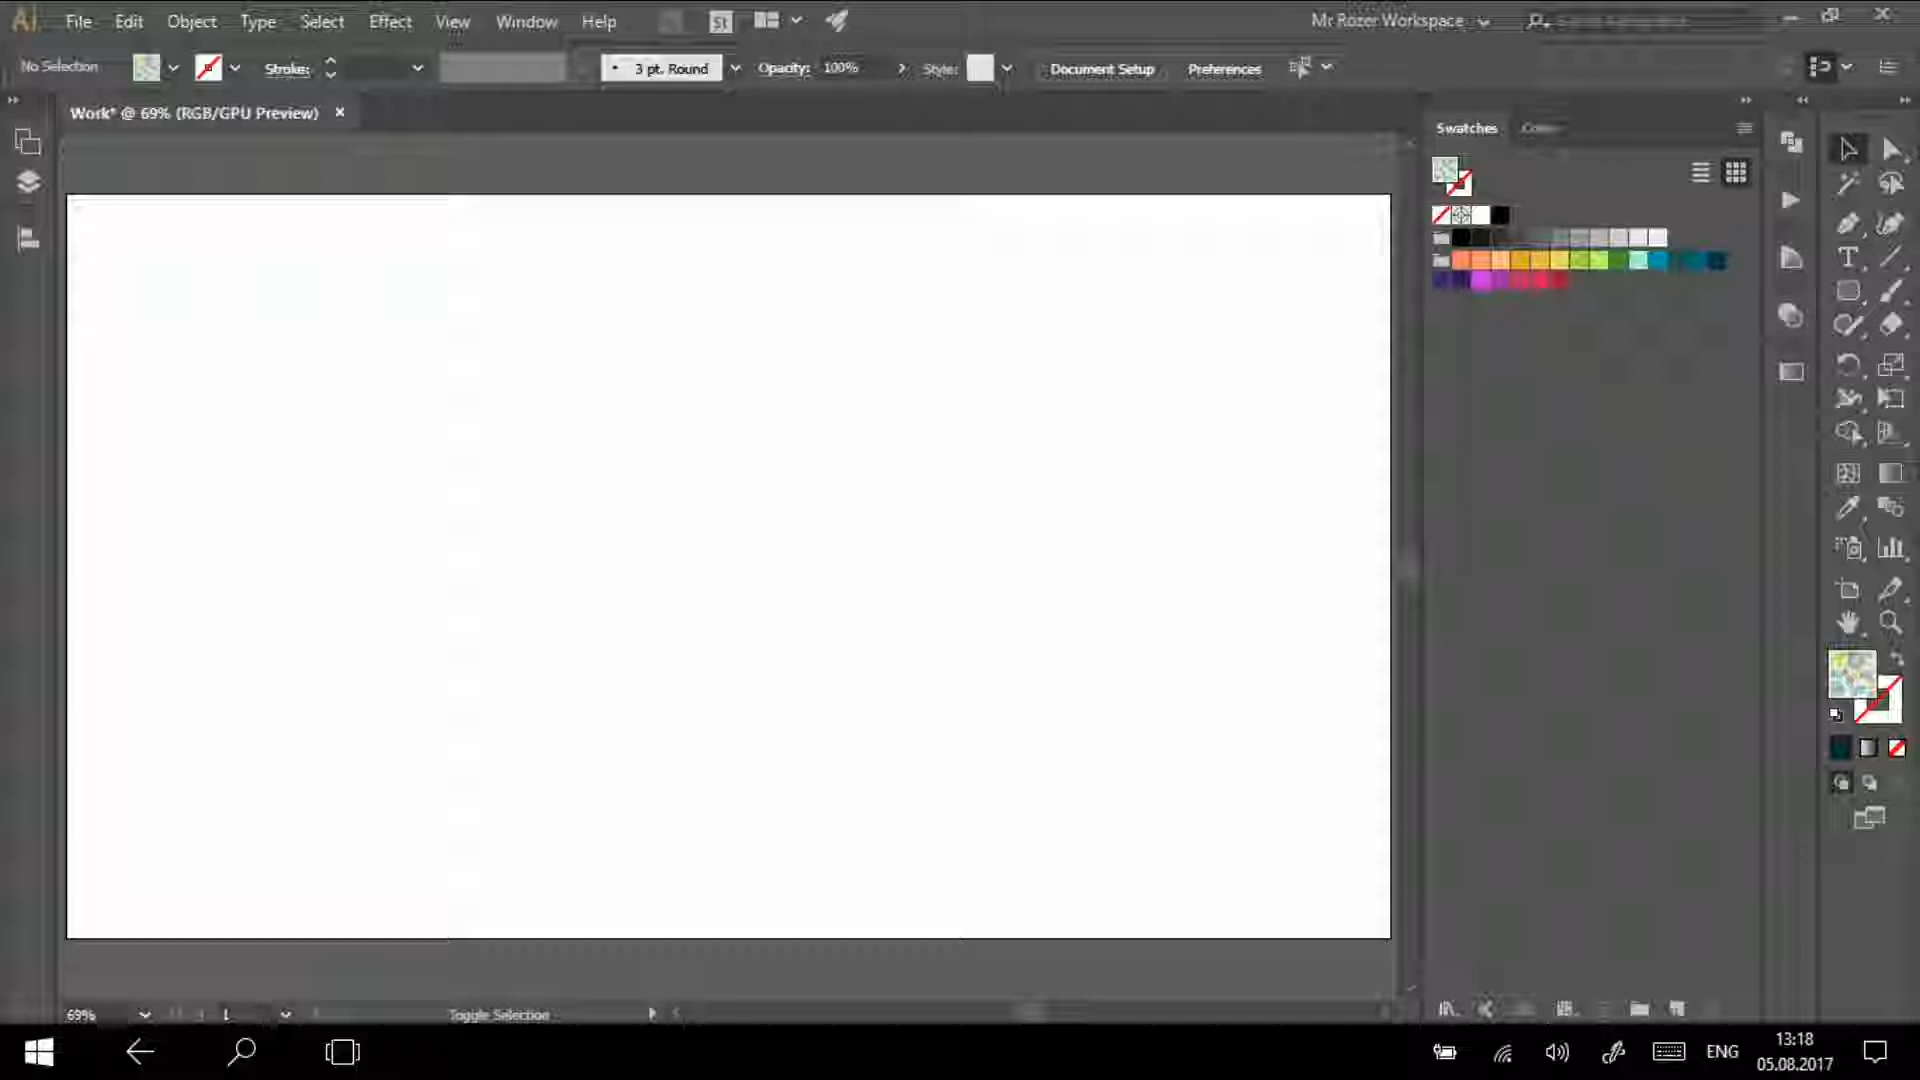 Ai File Edit Object Type Select Effect View Window Help St Mr Rozer Workspace
No Selection Stroke: 3 pt. Round Opacity: 100% Style: Document Setup Preferences
Work* @ 69% (RGB/GPU Preview) ×
Swatches Color
69% 1 Toggle Selection
ENG 13:18
05.08.2017